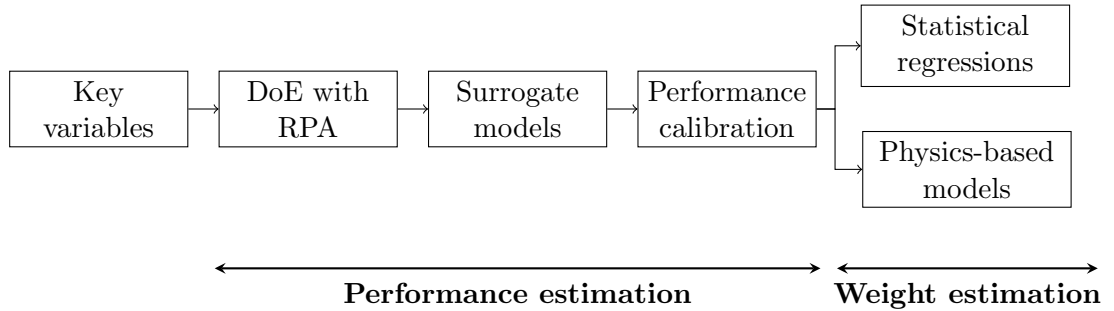 Key
variables
DoE with
RPA
Surrogate
models
Performance
calibration
Statistical
regressions
Physics-based
models
Performance estimation
Weight estimation